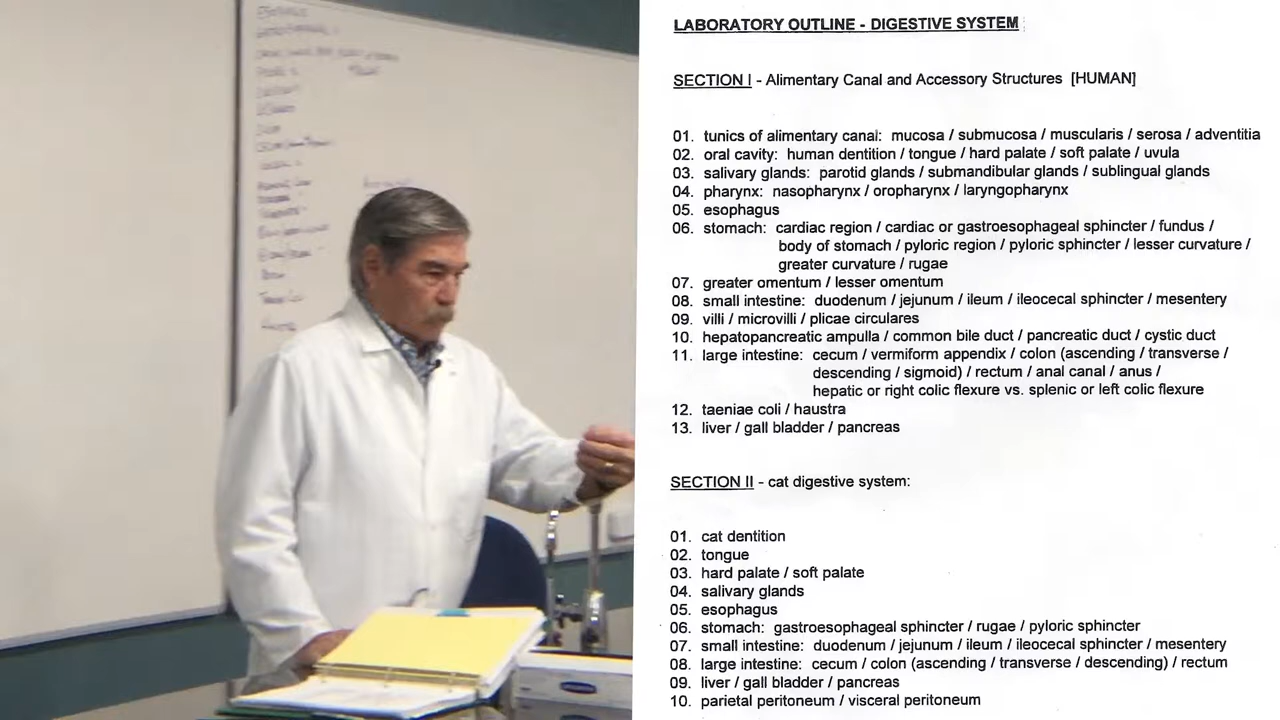 LABORATORY OUTLINE - DIGESTIVE SYSTEM
SECTION I - Alimentary Canal and Accessory Structures [HUMAN]
01. tunics of alimentary canal: mucosa / submucosa / muscularis / serosa / adventitia
02. oral cavity: human dentition / tongue / hard palate / soft palate / uvula
03. salivary glands: parotid glands / submandibular glands / sublingual glands
04. pharynx: nasopharynx / oropharynx / laryngopharynx
05. esophagus
06. stomach: cardiac region / cardiac or gastroesophageal sphincter / fundus /
body of stomach / pyloric region / pyloric sphincter / lesser curvature /
greater curvature / rugae
07. greater omentum / lesser omentum
08. small intestine: duodenum / jejunum / ileum / ileocecal sphincter / mesentery
09. villi / microvilli / plicae circulares
10. hepatopancreatic ampulla / common bile duct / pancreatic duct / cystic duct
11. large intestine: cecum / vermiform appendix / colon (ascending / transverse /
descending / sigmoid) / rectum / anal canal / anus /
hepatic or right colic flexure vs. splenic or left colic flexure
12. taeniae coli / haustra
13. liver / gall bladder / pancreas
SECTION II - cat digestive system:
01. cat dentition
02. tongue
03. hard palate / soft palate
04. salivary glands
05. esophagus
06. stomach: gastroesophageal sphincter / rugae / pyloric sphincter
07. small intestine: duodenum / jejunum / ileum / ileocecal sphincter / mesentery
08. large intestine: cecum / colon (ascending / transverse / descending) / rectum
09. liver / gall bladder / pancreas
10. parietal peritoneum / visceral peritoneum